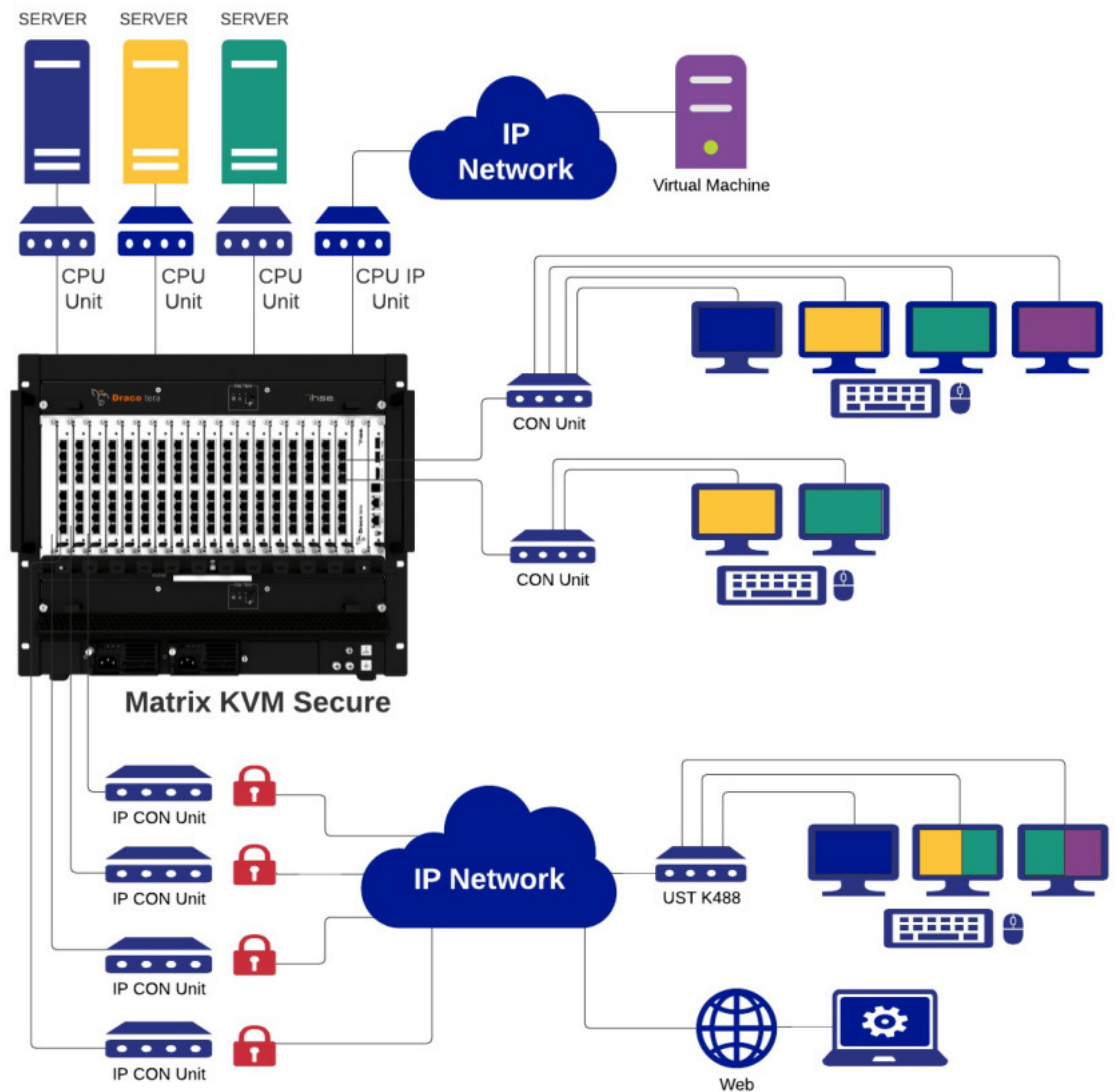 SERVER
SERVER
SERVER
IP
Network
Virtual Machine
CPU
Unit
CPU
Unit
CPU
Unit
CPU IP
Unit
Draco tera
ihse
CON Unit
CON Unit
Matrix KVM Secure
IP CON Unit
IP CON Unit
IP CON Unit
IP CON Unit
IP Network
UST K488
Web